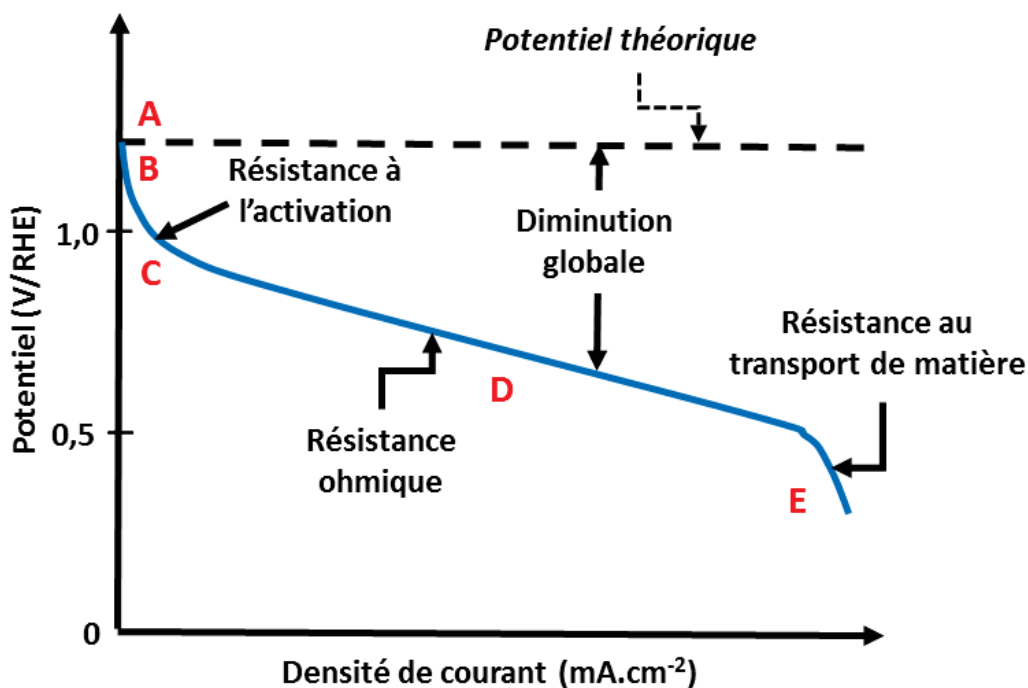 Potentiel théorique
A
B
Résistance à
l'activation
Diminution
globale
1,0
C
Résistance au
transport de matière
D
0,5
Résistance
ohmique
E
0
Potentiel (V/RHE)
Densité de courant (mA.cm⁻²)